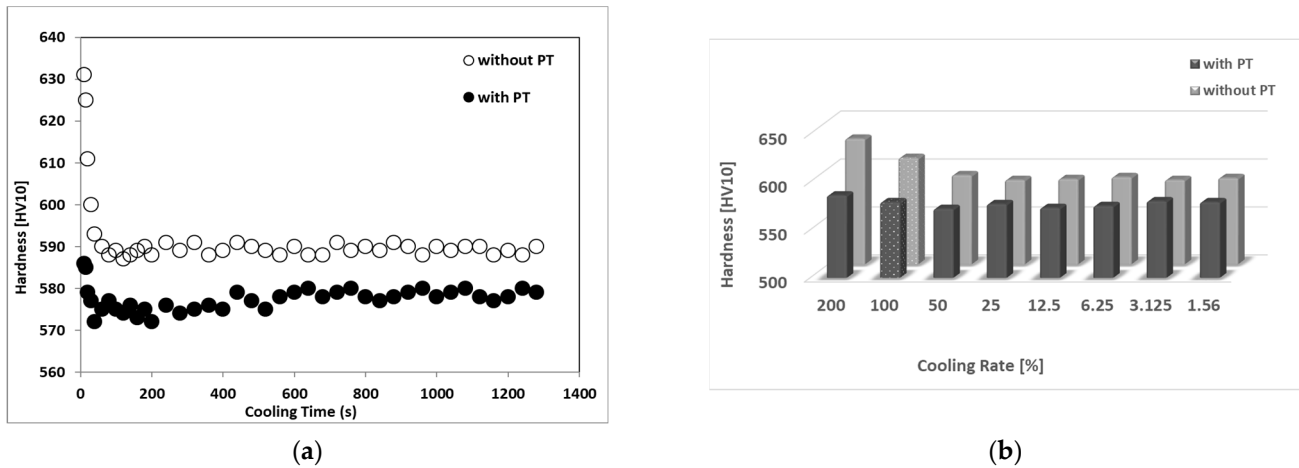 640
630
620
610
600
590
580
570
560
Hardness [HV10]
without PT
with PT
0 200 400 600 800 1000 1200 1400
Cooling Time (s)
(a)
with PT
without PT
650
600
550
500
Hardness [HV10]
200 100 50 25 12.5 6.25 3.125 1.56
Cooling Rate [%]
(b)